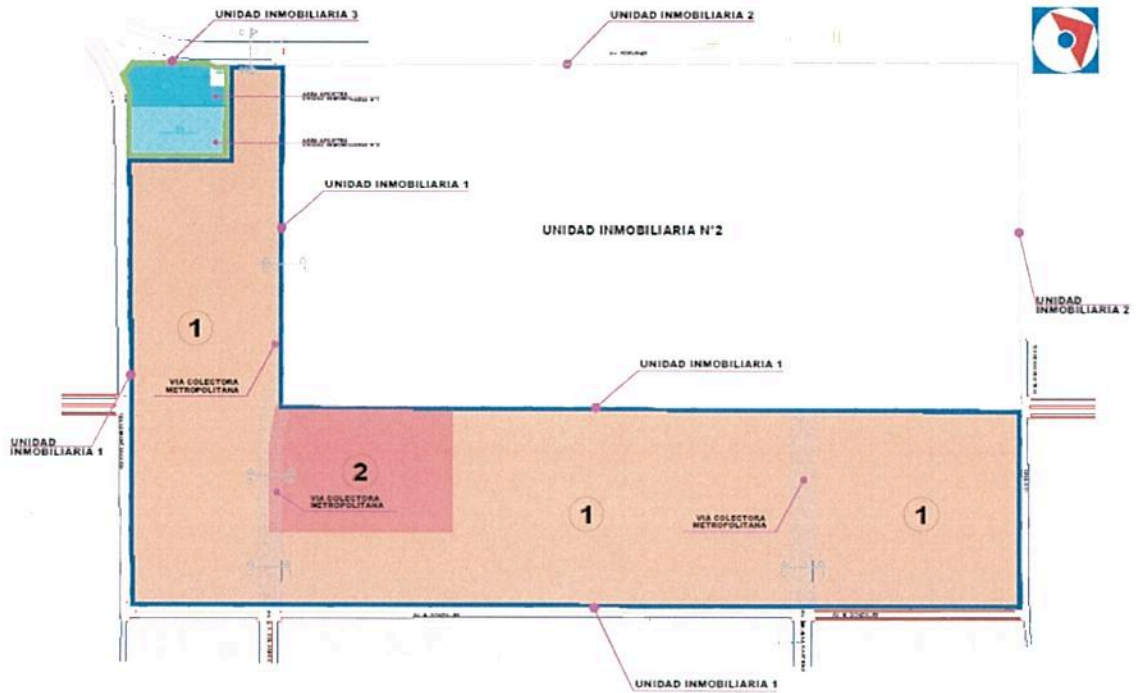 UNIDAD INMOBILIARIA 3
UNIDAD INMOBILIARIA 2
UNIDAD INMOBILIARIA 1
UNIDAD INMOBILIARIA N°2
UNIDAD
INMOBILIARIA 2
1
VIA COLECTORA
METROPOLITANA
UNIDAD INMOBILIARIA 1
UNIDAD
INMOBILIARIA 1
2
VIA COLECTORA
METROPOLITANA
1
VIA COLECTORA
METROPOLITANA
1
UNIDAD INMOBILIARIA 1